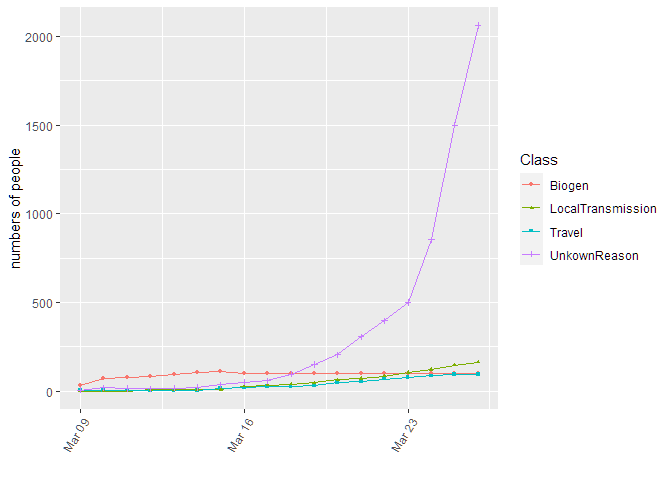 2000
1500
1000
500
0
numbers of people
Mar 09
Mar 16
Mar 23
Class
Biogen
LocalTransmission
Travel
UnkownReason